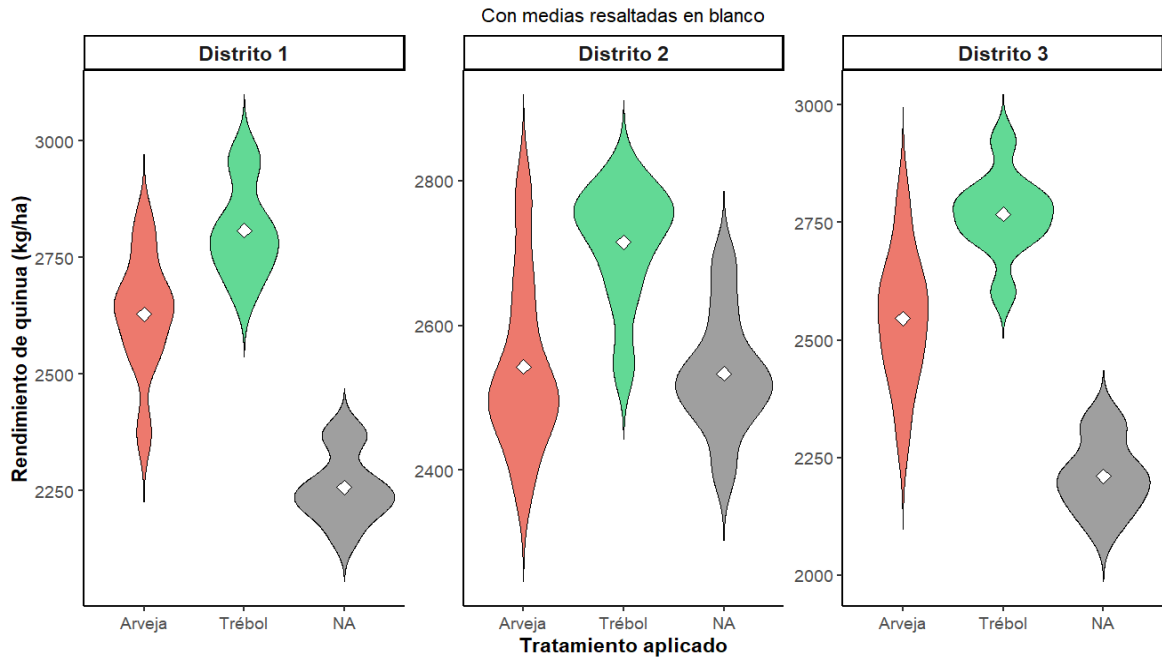 Con medias resaltadas en blanco
Distrito 1
Distrito 2
Distrito 3
Rendimiento de quinua (kg/ha)
3000
2750
2500
2250
2800
2600
2400
3000
2750
2500
2250
2000
Arveja Trébol NA
Arveja Trébol NA
Arveja Trébol NA
Tratamiento aplicado